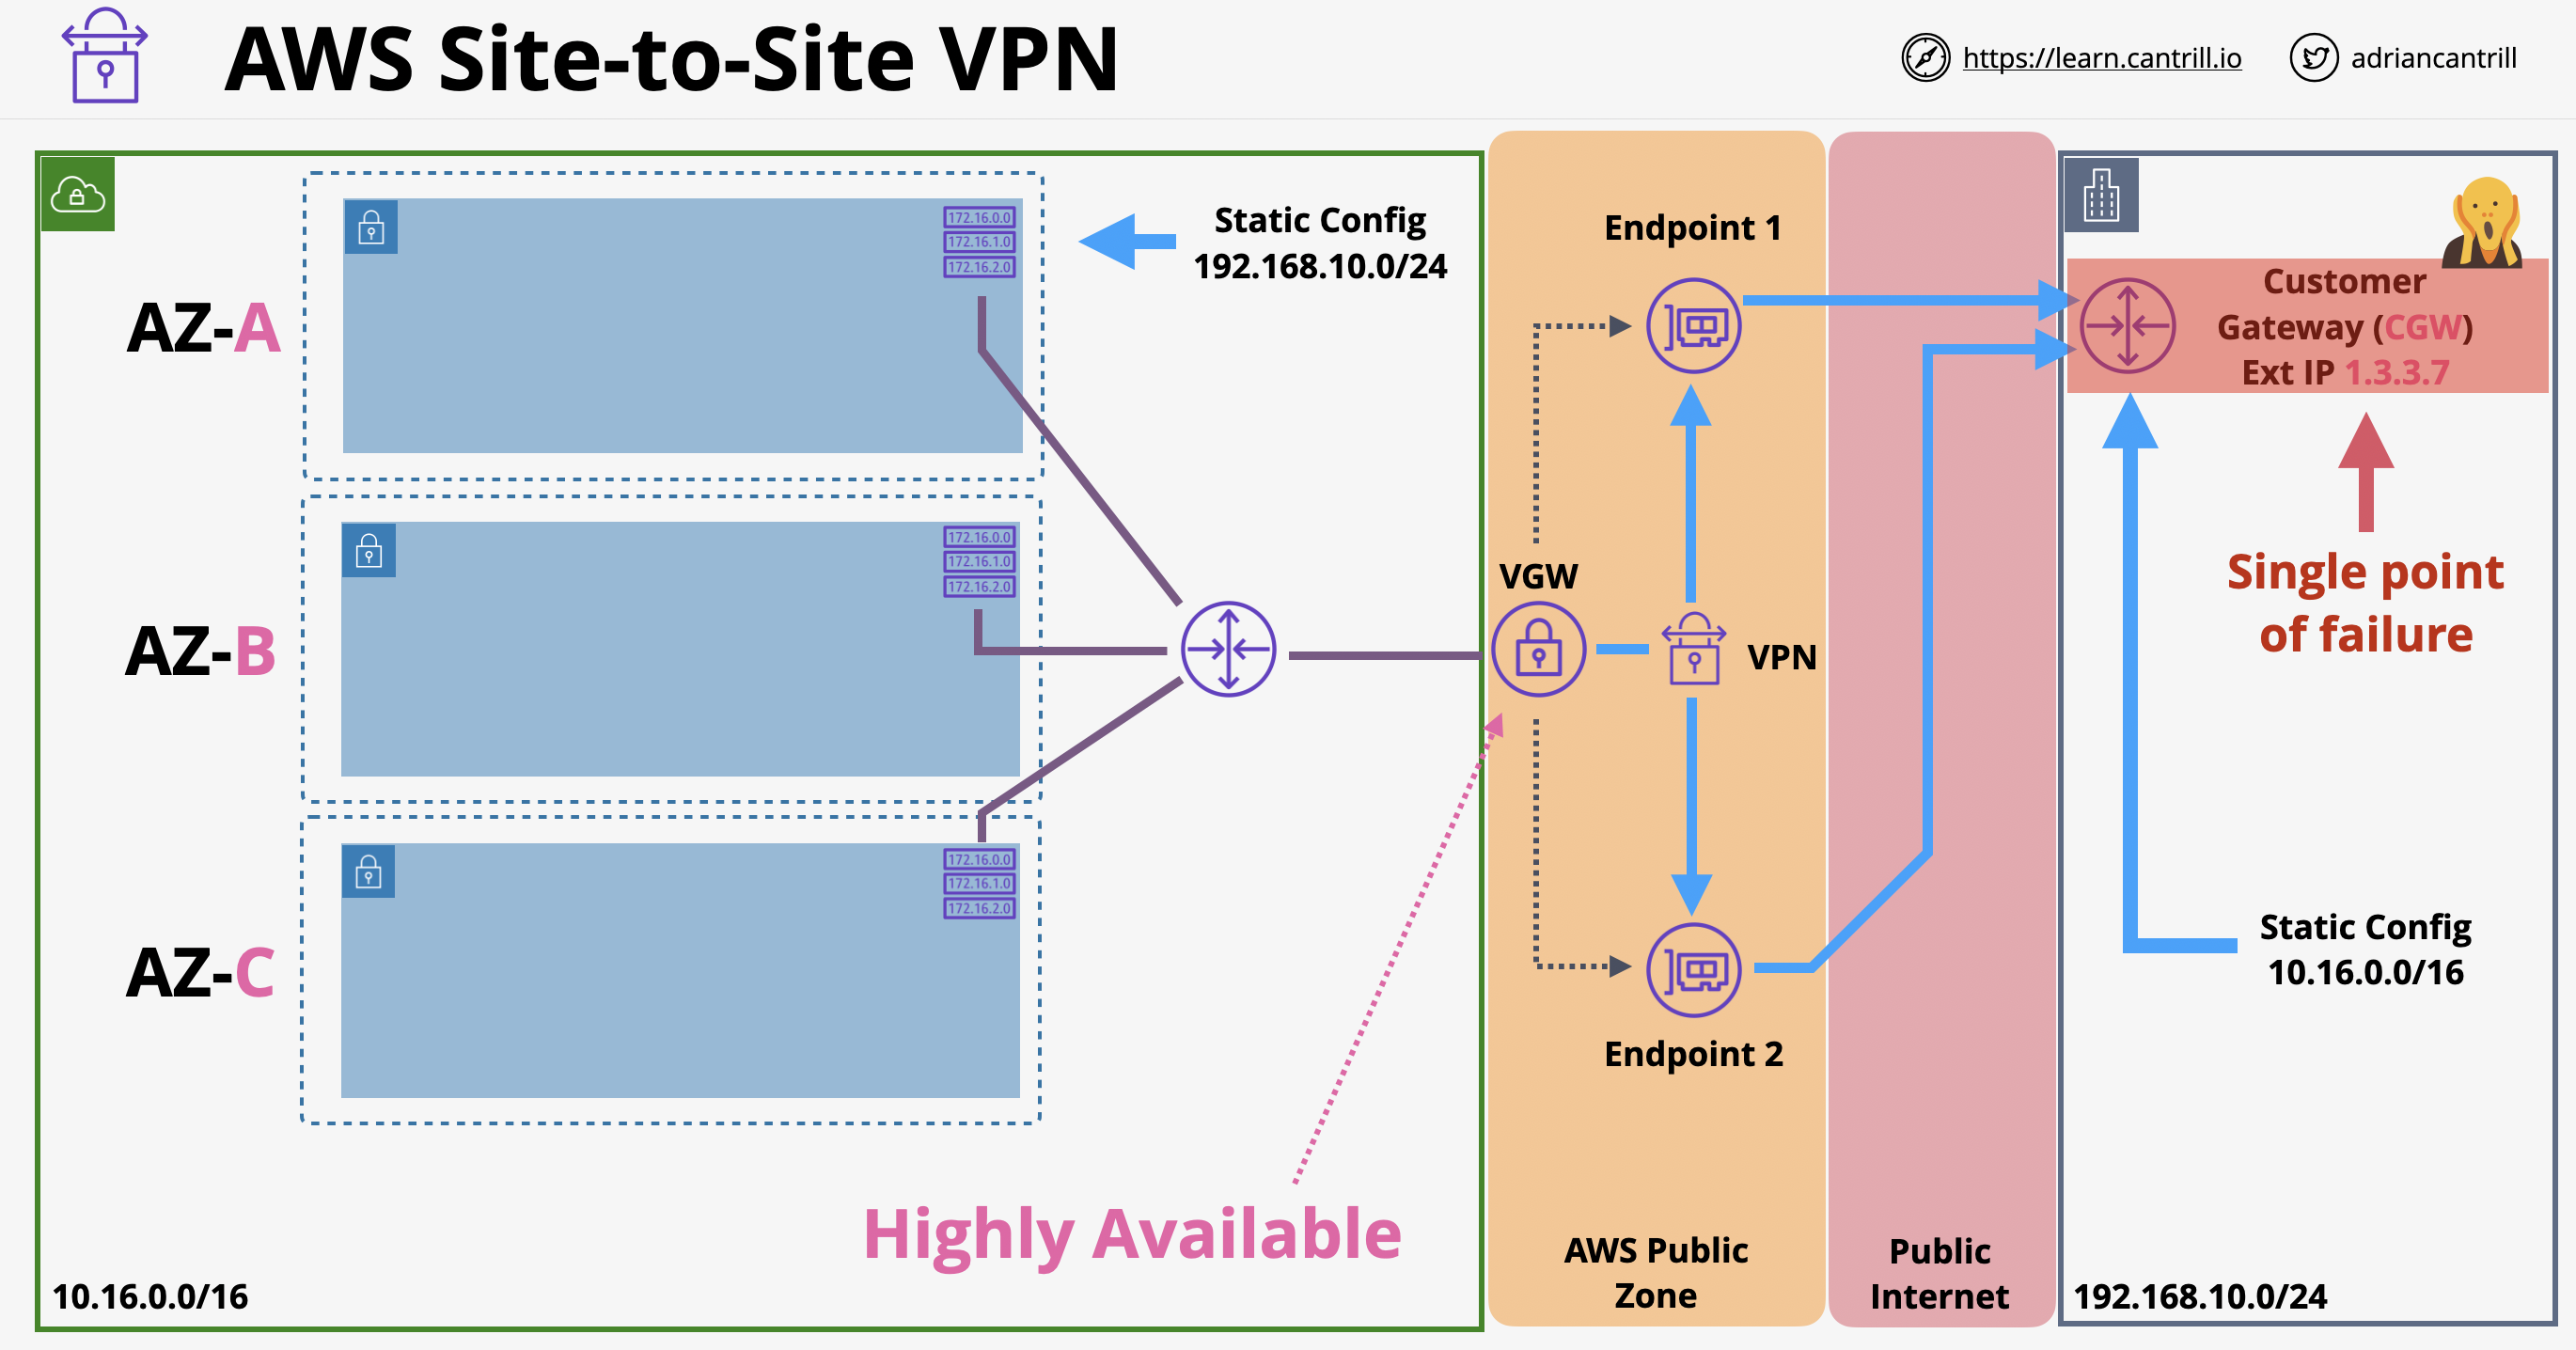 AWS Site-to-Site VPN
https://learn.cantrill.io
adriancantrill
172.16.0.0
172.16.1.0
172.16.2.0
Static Config
192.168.10.0/24
AZ-A
172.16.0.0
172.16.1.0
172.16.2.0
AZ-B
172.16.0.0
172.16.1.0
172.16.2.0
AZ-C
Highly Available
10.16.0.0/16
Endpoint 1
VGW
VPN
Endpoint 2
AWS Public
Zone
Public
Internet
Customer
Gateway (CGW)
Ext IP 1.3.3.7
Single point
of failure
Static Config
10.16.0.0/16
192.168.10.0/24